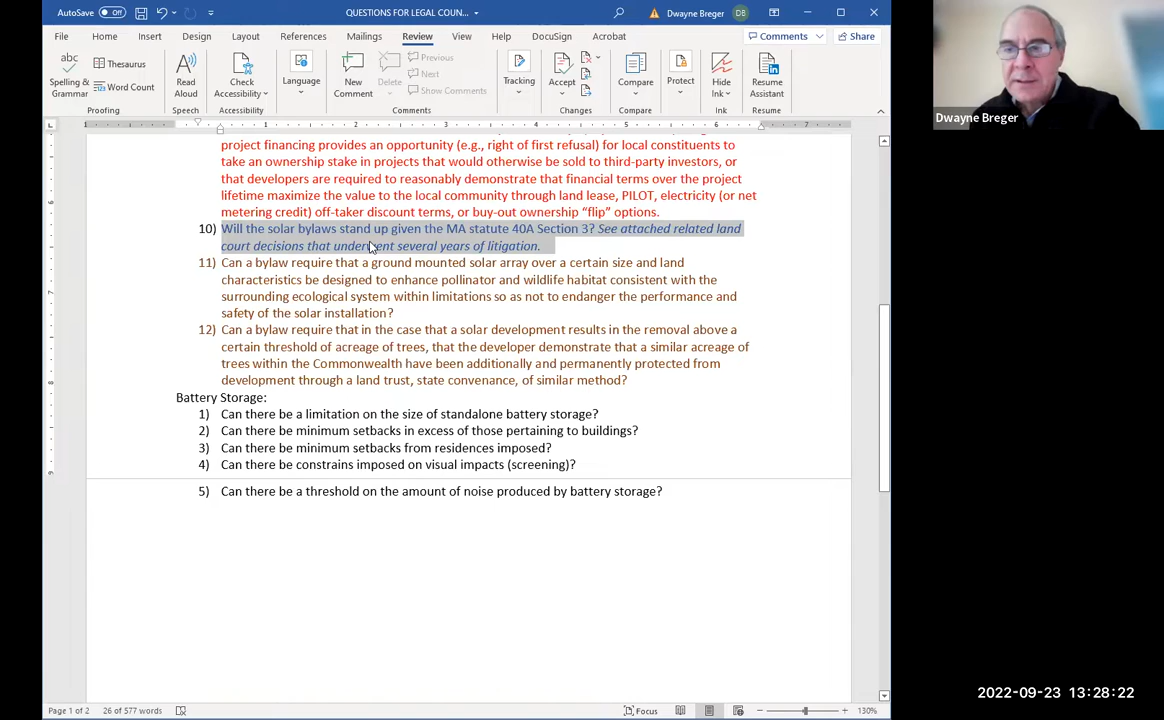 AutoSave Off QUESTIONS FOR LEGAL COUN... Dwayne Breger DB
File Home Insert Design Layout References Mailings Review View Help DocuSign Acrobat Comments Share
Spelling & Grammar Thesaurus Word Count Read Aloud Check Accessibility Language New Comment Delete Previous Next Show Comments Tracking Accept Compare Protect Hide Ink Resume Assistant
Proofing Speech Accessibility Comments Changes Compare Ink Resume
Dwayne Breger
project financing provides an opportunity (e.g., right of first refusal) for local constituents to
take an ownership stake in projects that would otherwise be sold to third-party investors, or
that developers are required to reasonably demonstrate that financial terms over the project
lifetime maximize the value to the local community through land lease, PILOT, electricity (or net
metering credit) off-taker discount terms, or buy-out ownership “flip” options.
10) Will the solar bylaws stand up given the MA statute 40A Section 3? See attached related land
court decisions that underwent several years of litigation.
11) Can a bylaw require that a ground mounted solar array over a certain size and land
characteristics be designed to enhance pollinator and wildlife habitat consistent with the
surrounding ecological system within limitations so as not to endanger the performance and
safety of the solar installation?
12) Can a bylaw require that in the case that a solar development results in the removal above a
certain threshold of acreage of trees, that the developer demonstrate that a similar acreage of
trees within the Commonwealth have been additionally and permanently protected from
development through a land trust, state convenance, of similar method?
Battery Storage:
1) Can there be a limitation on the size of standalone battery storage?
2) Can there be minimum setbacks in excess of those pertaining to buildings?
3) Can there be minimum setbacks from residences imposed?
4) Can there be constrains imposed on visual impacts (screening)?
5) Can there be a threshold on the amount of noise produced by battery storage?
2022-09-23 13:28:22
Page 1 of 2 26 of 577 words Focus 130%